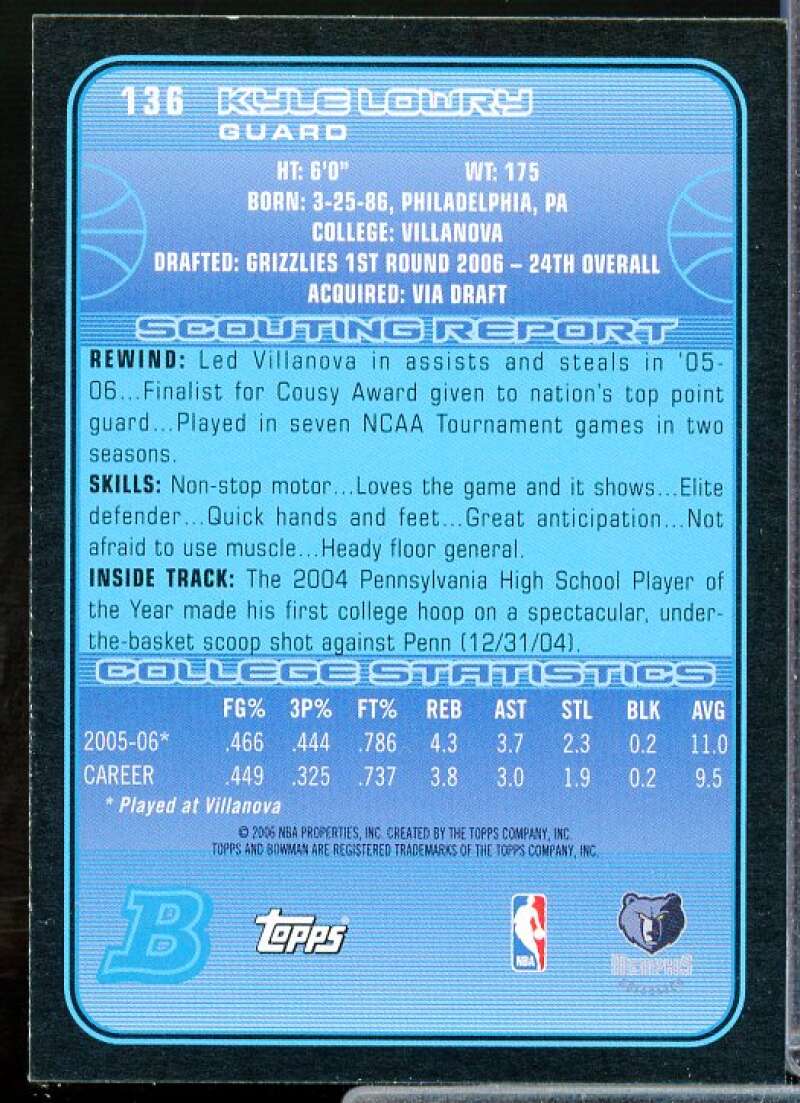 136 KYLE LOWRY
GUARD
HT: 6'0" WT: 175
BORN: 3-25-86, PHILADELPHIA, PA
COLLEGE: VILLANOVA
DRAFTED: GRIZZLIES 1ST ROUND 2006 – 24TH OVERALL
ACQUIRED: VIA DRAFT
SCOUTING REPORT
REWIND: Led Villanova in assists and steals in '05-
06...Finalist for Cousy Award given to nation's top point
guard...Played in seven NCAA Tournament games in two
seasons.
SKILLS: Non-stop motor...Loves the game and it shows...Elite
defender...Quick hands and feet...Great anticipation...Not
afraid to use muscle...Heady floor general.
INSIDE TRACK: The 2004 Pennsylvania High School Player of
the Year made his first college hoop on a spectacular, under-
the-basket scoop shot against Penn (12/31/04).
COLLEGE STATISTICS
FG% 3P% FT% REB AST STL BLK AVG
2005-06* .466 .444 .786 4.3 3.7 2.3 0.2 11.0
CAREER .449 .325 .737 3.8 3.0 1.9 0.2 9.5
* Played at Villanova
© 2006 NBA PROPERTIES, INC. CREATED BY THE TOPPS COMPANY, INC.
TOPPS AND BOWMAN ARE REGISTERED TRADEMARKS OF THE TOPPS COMPANY, INC.
B Topps® NBA MEMPHIS
GRIZZLIES